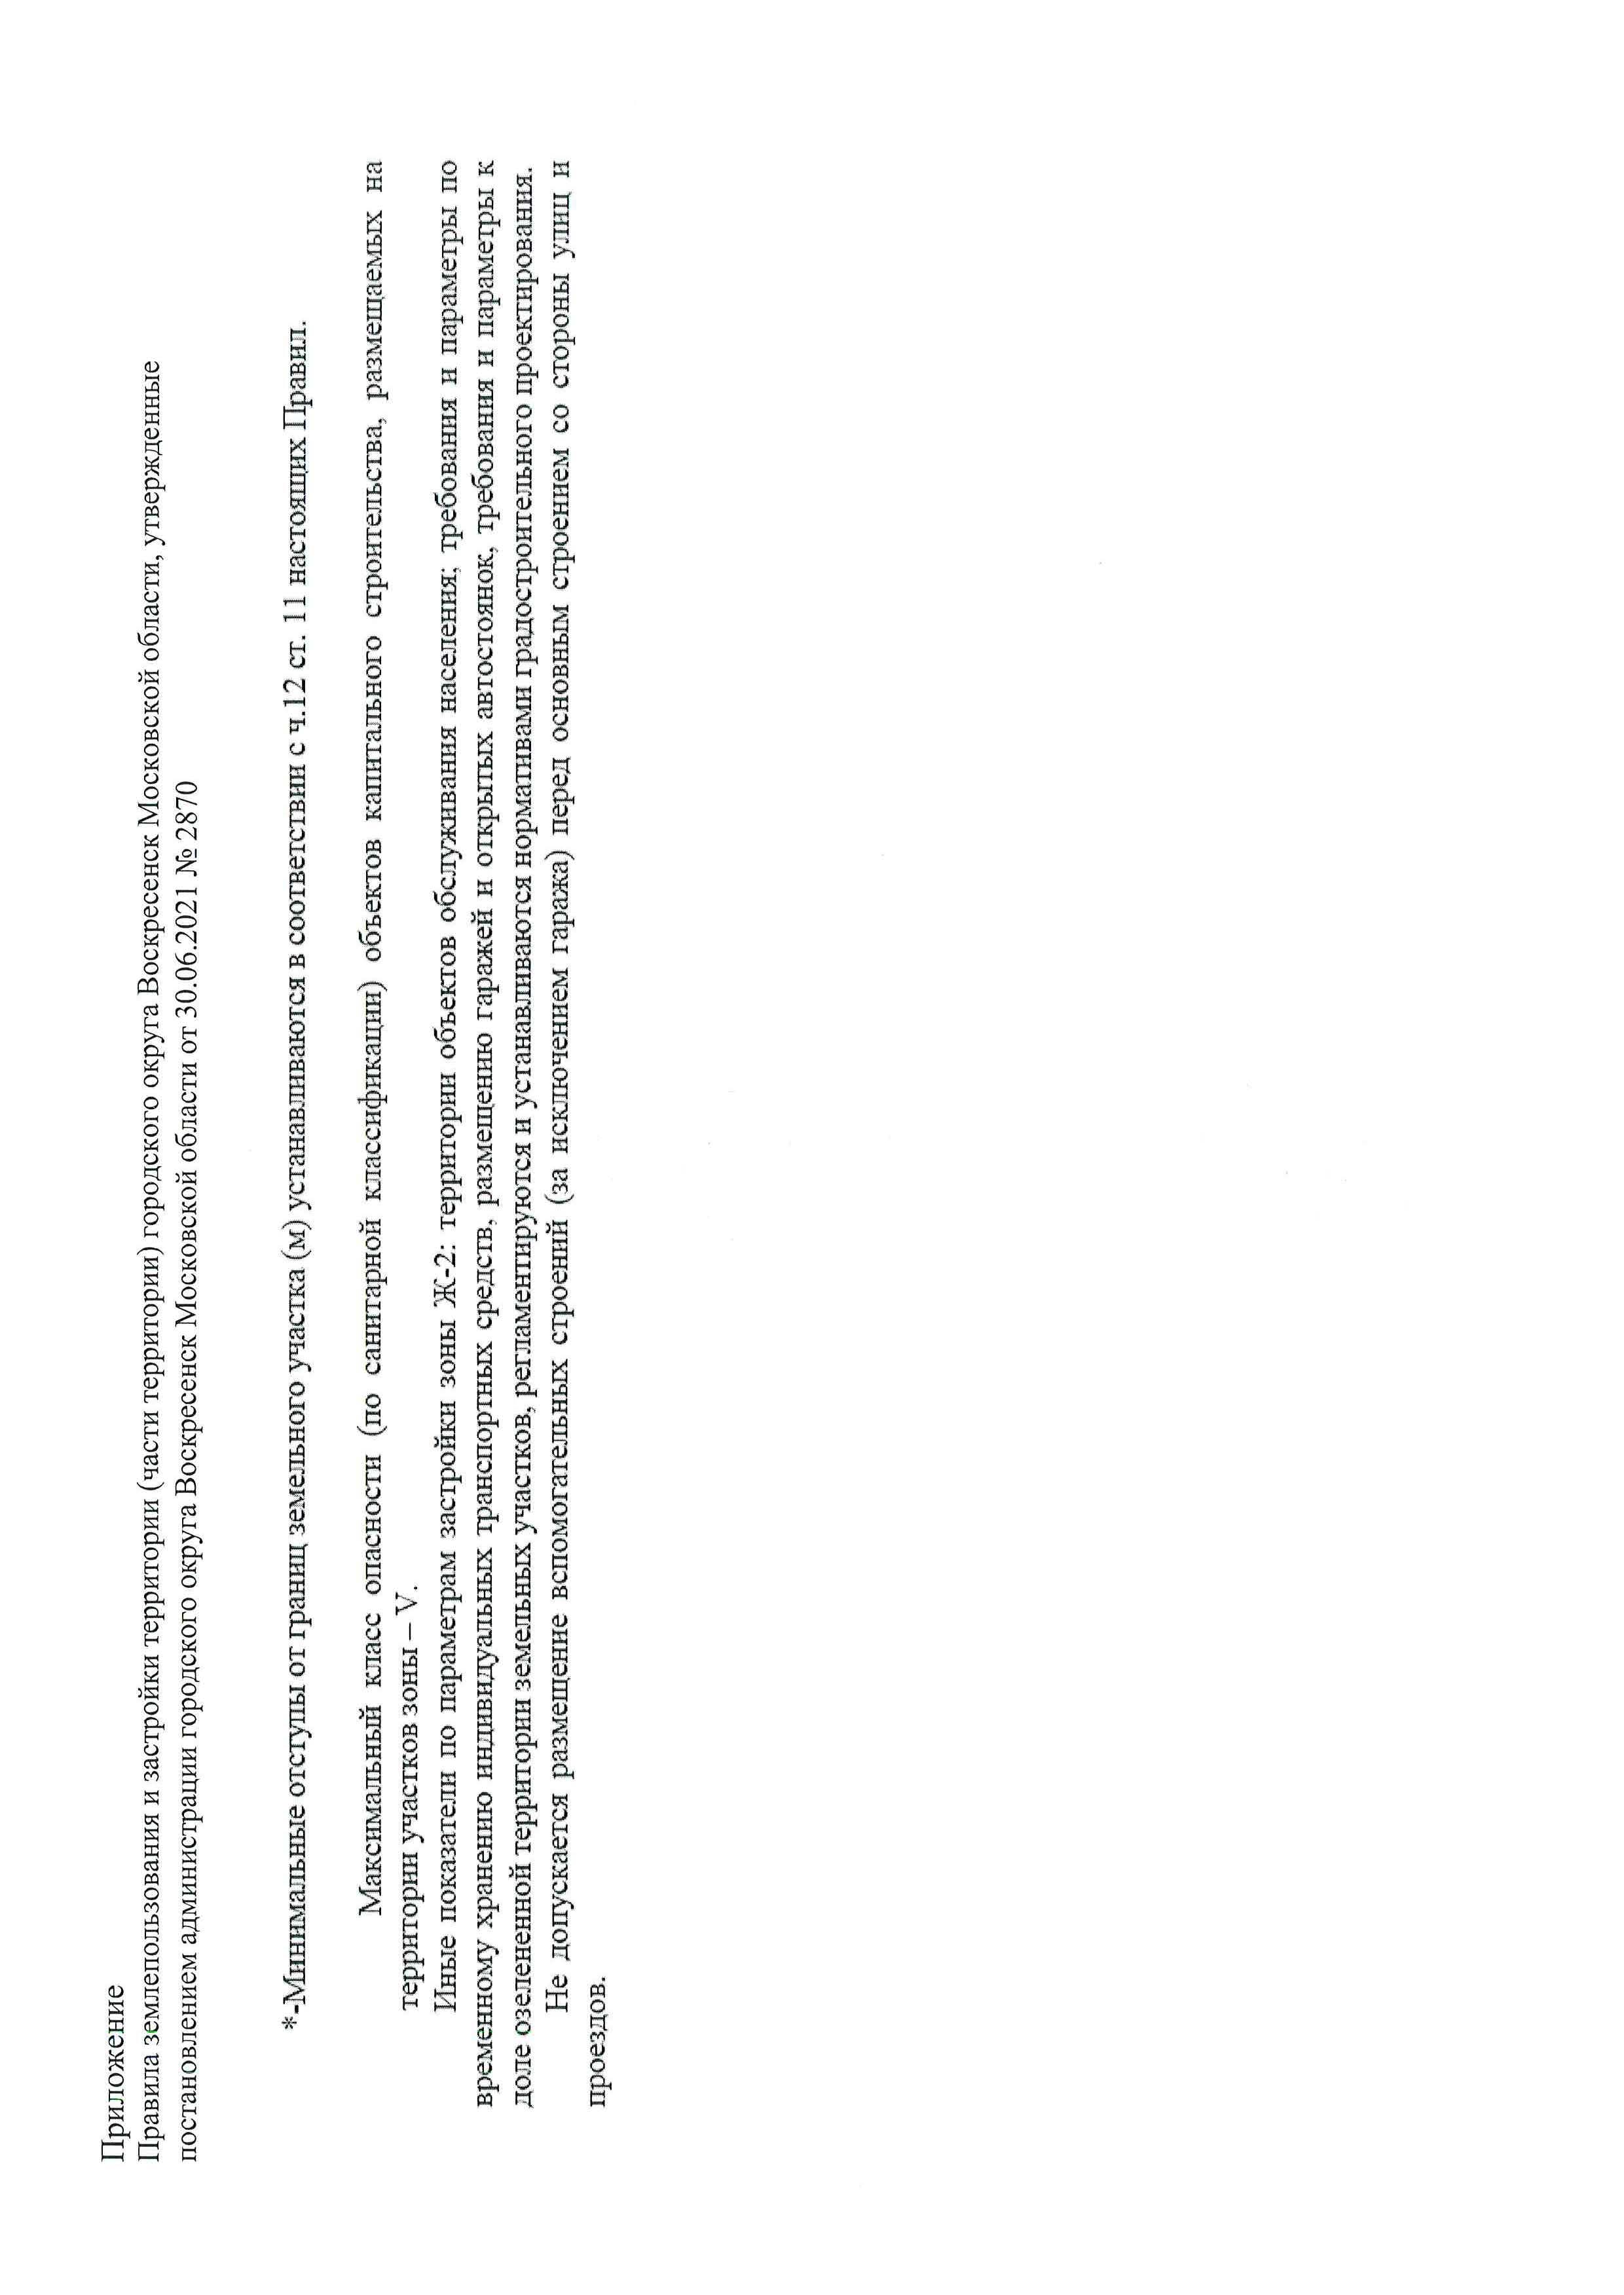 Приложение
Правила землепользования и застройки территории (части территории) городского округа Воскресенск Московской области, утвержденные
постановлением администрации городского округа Воскресенск Московской области от 30.06.2021 № 2870
*-Минимальные отступы от границ земельного участка (м) устанавливаются в соответствии с ч.12 ст. 11 настоящих Правил.
Максимальный класс опасности (по санитарной классификации) объектов капитального строительства, размещаемых на
территории участков зоны – V.
Иные показатели по параметрам застройки зоны Ж-2: территории объектов обслуживания населения; требования и параметры по
временному хранению индивидуальных транспортных средств, размещению гаражей и открытых автостоянок, требования и параметры к
доле озелененной территории земельных участков, регламентируются и устанавливаются нормативами градостроительного проектирования.
Не допускается размещение вспомогательных строений (за исключением гаража) перед основным строением со стороны улиц и
проездов.